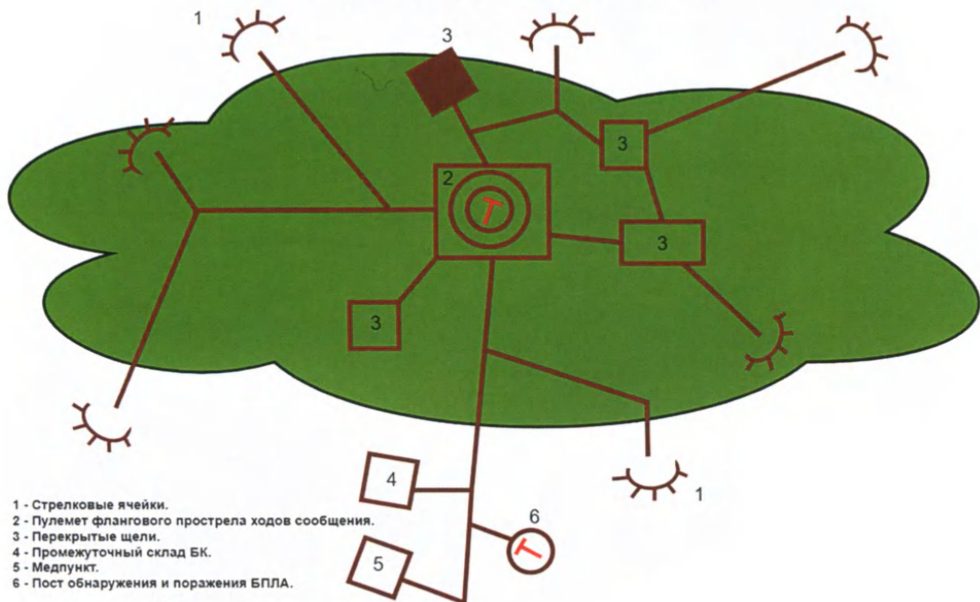 1
3
2
3
3
3
4
1
6
5
1 - Стрелковые ячейки.
2 - Пулемет флангового прострела ходов сообщения.
3 - Перекрытые щели.
4 - Промежуточный склад БК.
5 - Медпункт.
6 - Пост обнаружения и поражения БПЛА.